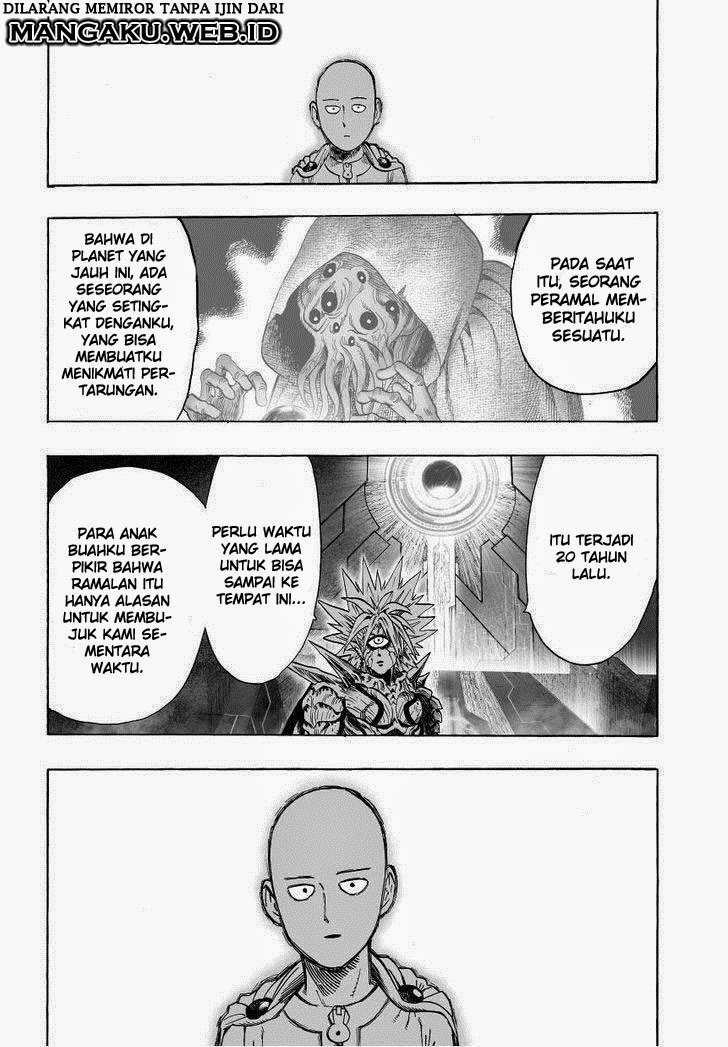 DILARANG MEMIROR TANPA IJIN DARI
MANGAKU.WEB.ID
PADA SAAT
ITU, SEORANG
PERAMAL MEM-
BERITAHUKU
SESUATU.
BAHWA DI
PLANET YANG
JAUH INI, ADA
SESEORANG
YANG SETING-
KAT DENGANKU,
YANG BISA
MEMBUATKU
MENIKMATI PER-
TARUNGAN.
ITU TERJADI
20 TAHUN
LALU.
PERLU WAKTU
YANG LAMA
UNTUK BISA
SAMPAI KE
TEMPAT INI...
PARA ANAK
BUAHKU BER-
PIKIR BAHWA
RAMALAN ITU
HANYA ALASAN
UNTUK MEMBU-
JUK KAMI SE-
MENTARA
WAKTU.